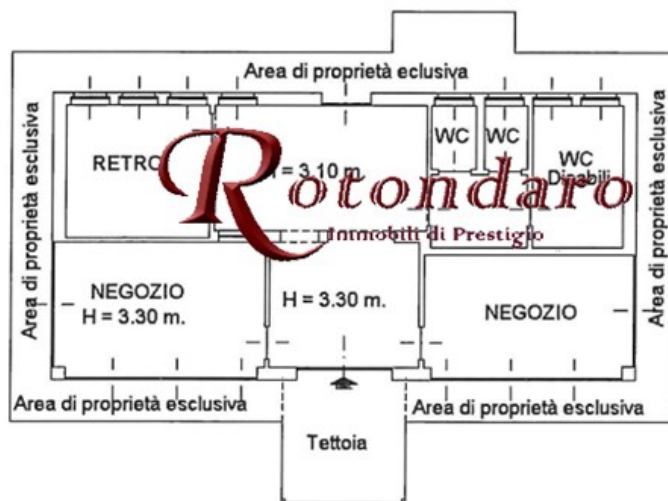 Area di proprietà eclusiva
Area di proprietà esclusiva
Area di proprietà esclusiva
RETRO
= 3.10 m.
WC
WC
WC
Disabili
Rotondaro
Immobili di Prestigio
NEGOZIO
H = 3.30 m.
H = 3.30 m.
NEGOZIO
Area di proprietà esclusiva
Area di proprietà esclusiva
Tettoia